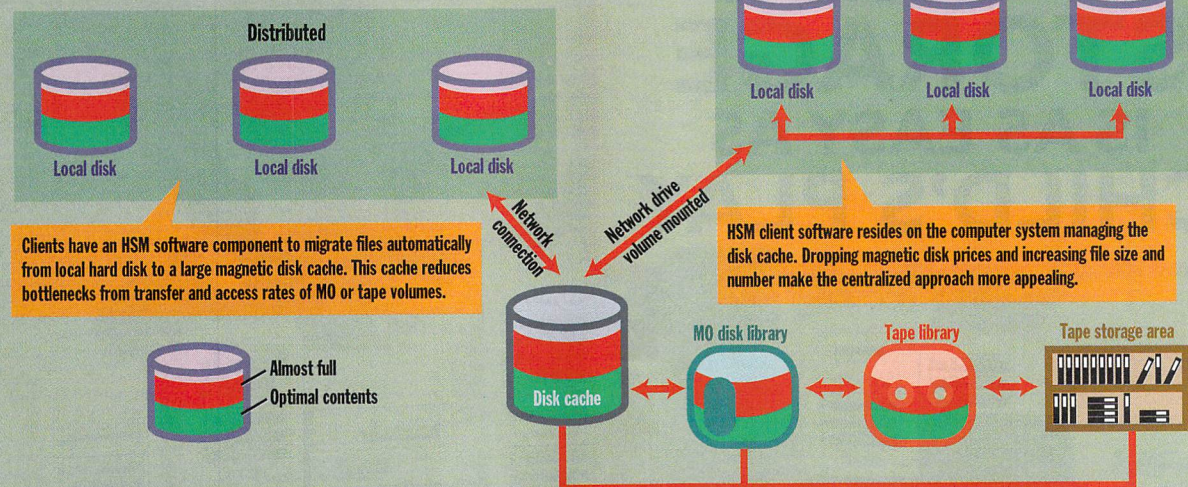 Distributed
Local disk
Local disk
Local disk
Local disk
Local disk
Local disk
Network
connection
Network drive
volume mounted
Clients have an HSM software component to migrate files automatically
from local hard disk to a large magnetic disk cache. This cache reduces
bottlenecks from transfer and access rates of MO or tape volumes.
HSM client software resides on the computer system managing the
disk cache. Dropping magnetic disk prices and increasing file size and
number make the centralized approach more appealing.
Almost full
Optimal contents
Disk cache
MO disk library
Tape library
Tape storage area